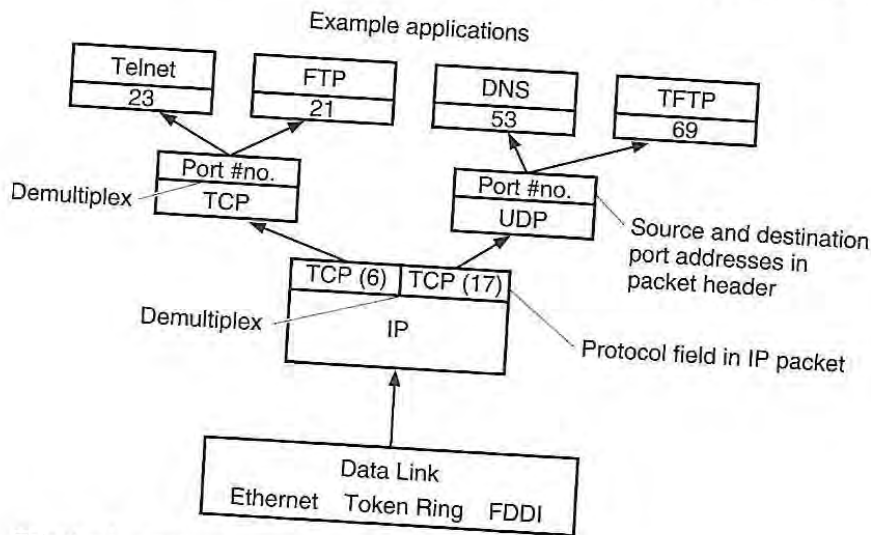 Example applications
Telnet
23
FTP
21
DNS
53
TFTP
69
Port #no.
TCP
Demultiplex
Port #no.
UDP
Source and destination
port addresses in
packet header
TCP (6)
TCP (17)
IP
Demultiplex
Protocol field in IP packet
Data Link
Ethernet Token Ring FDDI